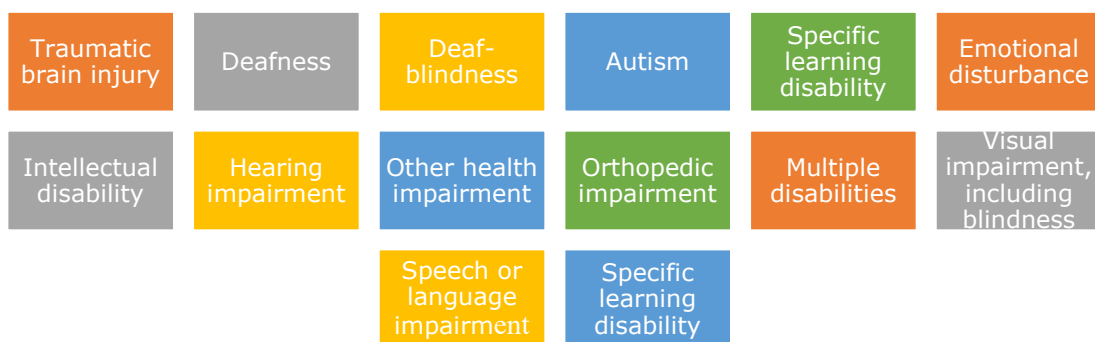 Traumatic
brain injury
Deafness
Deaf-
blindness
Autism
Specific
learning
disability
Emotional
disturbance
Intellectual
disability
Hearing
impairment
Other health
impairment
Orthopedic
impairment
Multiple
disabilities
Visual
impairment,
including
blindness
Speech or
language
impairment
Specific
learning
disability